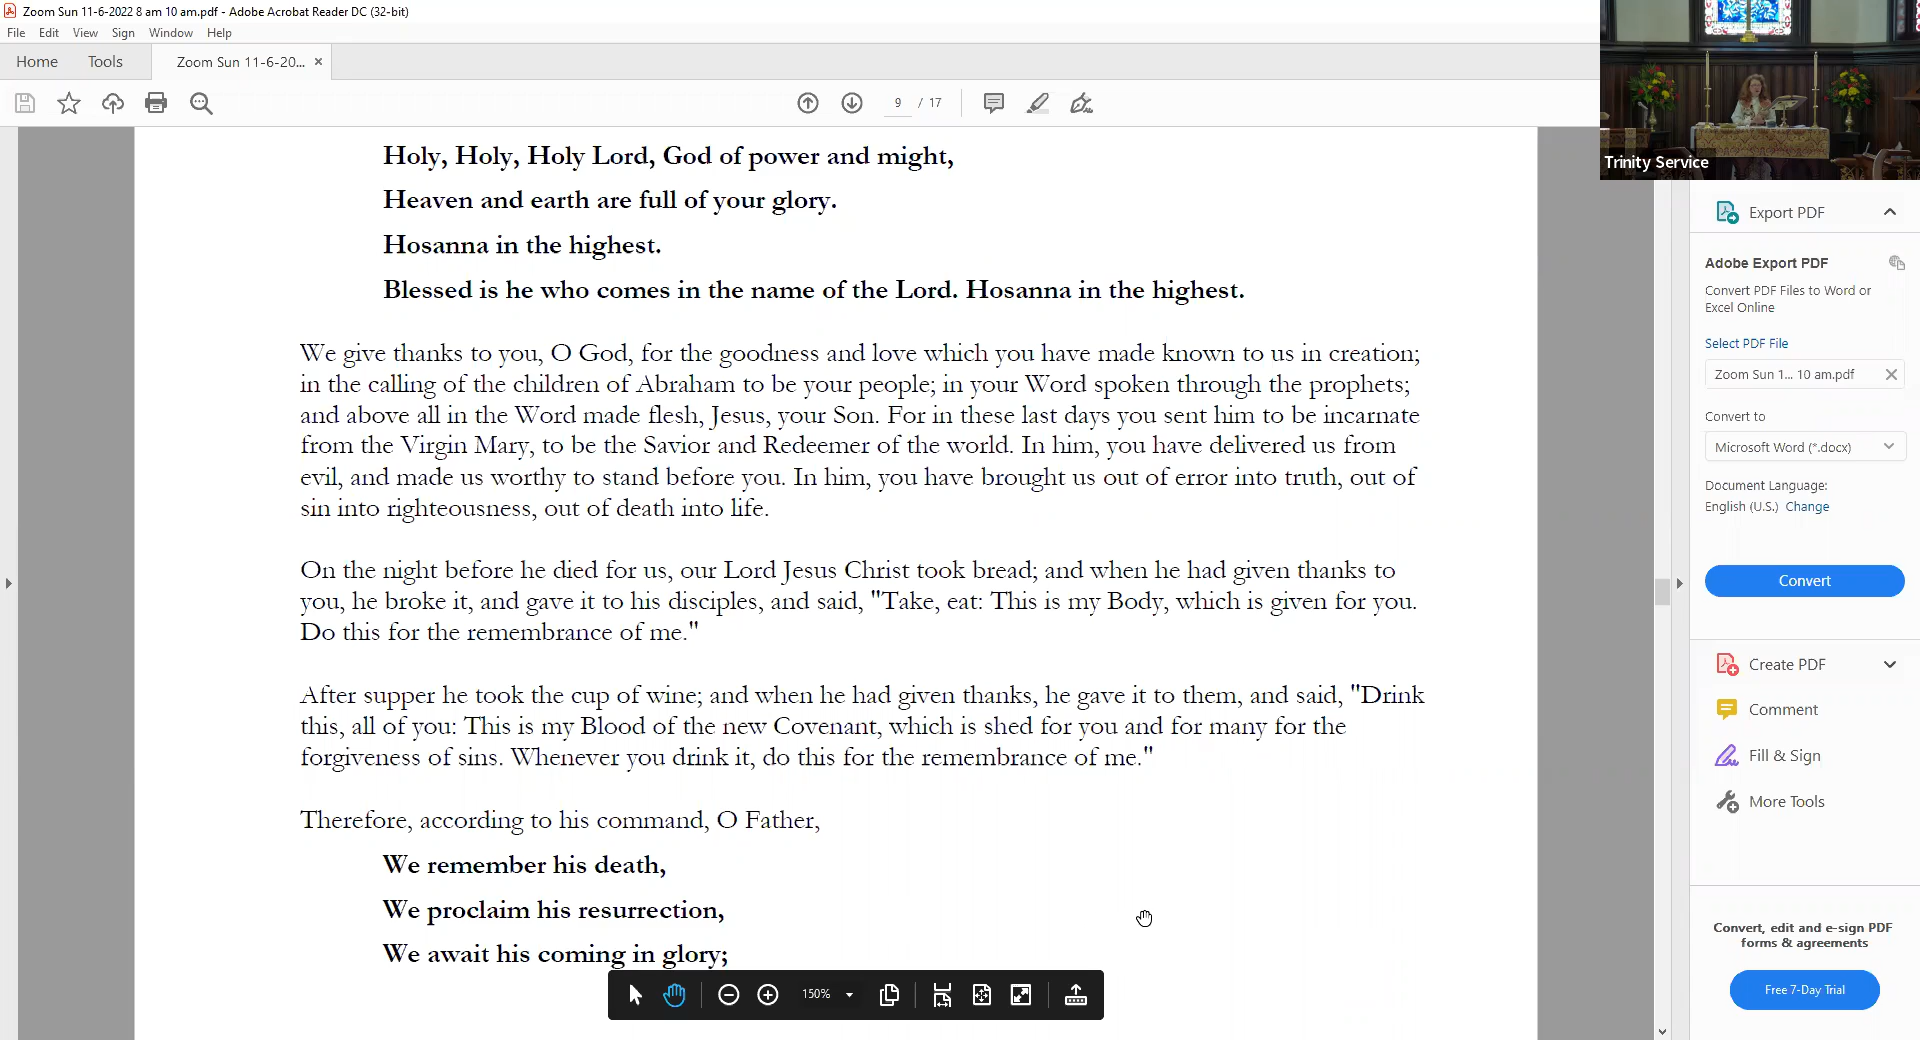 Zoom Sun 11-6-2022 8 am 10 am.pdf - Adobe Acrobat Reader DC (32-bit)
File Edit View Sign Window Help
Home Tools Zoom Sun 11-6-20... ×
9 / 17
Trinity Service
Holy, Holy, Holy Lord, God of power and might,
Heaven and earth are full of your glory.
Hosanna in the highest.
Blessed is he who comes in the name of the Lord. Hosanna in the highest.
We give thanks to you, O God, for the goodness and love which you have made known to us in creation;
in the calling of the children of Abraham to be your people; in your Word spoken through the prophets;
and above all in the Word made flesh, Jesus, your Son. For in these last days you sent him to be incarnate
from the Virgin Mary, to be the Savior and Redeemer of the world. In him, you have delivered us from
evil, and made us worthy to stand before you. In him, you have brought us out of error into truth, out of
sin into righteousness, out of death into life.
On the night before he died for us, our Lord Jesus Christ took bread; and when he had given thanks to
you, he broke it, and gave it to his disciples, and said, "Take, eat: This is my Body, which is given for you.
Do this for the remembrance of me."
After supper he took the cup of wine; and when he had given thanks, he gave it to them, and said, "Drink
this, all of you: This is my Blood of the new Covenant, which is shed for you and for many for the
forgiveness of sins. Whenever you drink it, do this for the remembrance of me."
Therefore, according to his command, O Father,
We remember his death,
We proclaim his resurrection,
We await his coming in glory;
150%
Export PDF
Adobe Export PDF
Convert PDF Files to Word or
Excel Online
Select PDF File
Zoom Sun 1... 10 am.pdf
Convert to
Microsoft Word (*.docx)
Document Language:
English (U.S.) Change
Convert
Create PDF
Comment
Fill & Sign
More Tools
Convert, edit and e-sign PDF
forms & agreements
Free 7-Day Trial